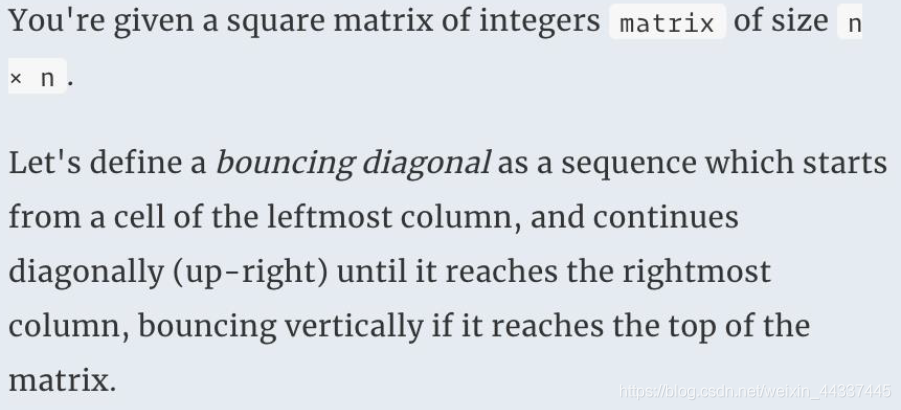 You're given a square matrix of integers matrix of size n
× n .
Let's define a bouncing diagonal as a sequence which starts
from a cell of the leftmost column, and continues
diagonally (up-right) until it reaches the rightmost
column, bouncing vertically if it reaches the top of the
matrix.
https://blog.csdn.net/weixin_44337445